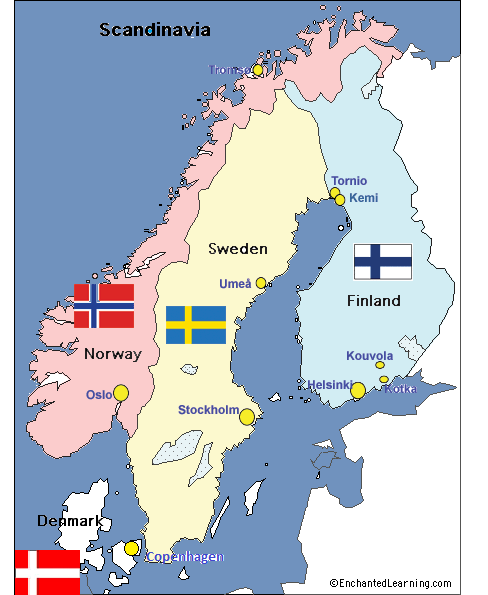 Scandinavia
Tromsø
Tornio
Kemi
Sweden
Umeå
Finland
Norway
Kouvola
Helsinki
Kotka
Oslo
Stockholm
Denmark
Copenhagen
©EnchantedLearning.com